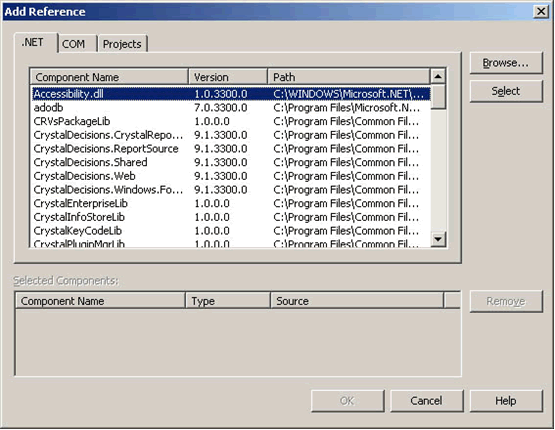 Add Reference
.NET COM Projects
Component Name Version Path
Accessibility.dll 1.0.3300.0 C:\WINDOWS\Microsoft.NET\...
adodb 7.0.3300.0 C:\Program Files\Microsoft.N...
CRVsPackageLib 1.0.0.0 C:\Program Files\Common Fil...
CrystalDecisions.CrystalRepo... 9.1.3300.0 C:\Program Files\Common Fil...
CrystalDecisions.ReportSource 9.1.3300.0 C:\Program Files\Common Fil...
CrystalDecisions.Shared 9.1.3300.0 C:\Program Files\Common Fil...
CrystalDecisions.Web 9.1.3300.0 C:\Program Files\Common Fil...
CrystalDecisions.Windows.Fo... 9.1.3300.0 C:\Program Files\Common Fil...
CrystalEnterpriseLib 1.0.0.0 C:\Program Files\Common Fil...
CrystalInfoStoreLib 1.0.0.0 C:\Program Files\Common Fil...
CrystalKeyCodeLib 1.0.0.0 C:\Program Files\Common Fil...
CrystalPluginMgrLib 1.0.0.0 C:\Program Files\Common Fil...
Browse...
Select
Selected Components:
Component Name Type Source
Remove
OK Cancel Help